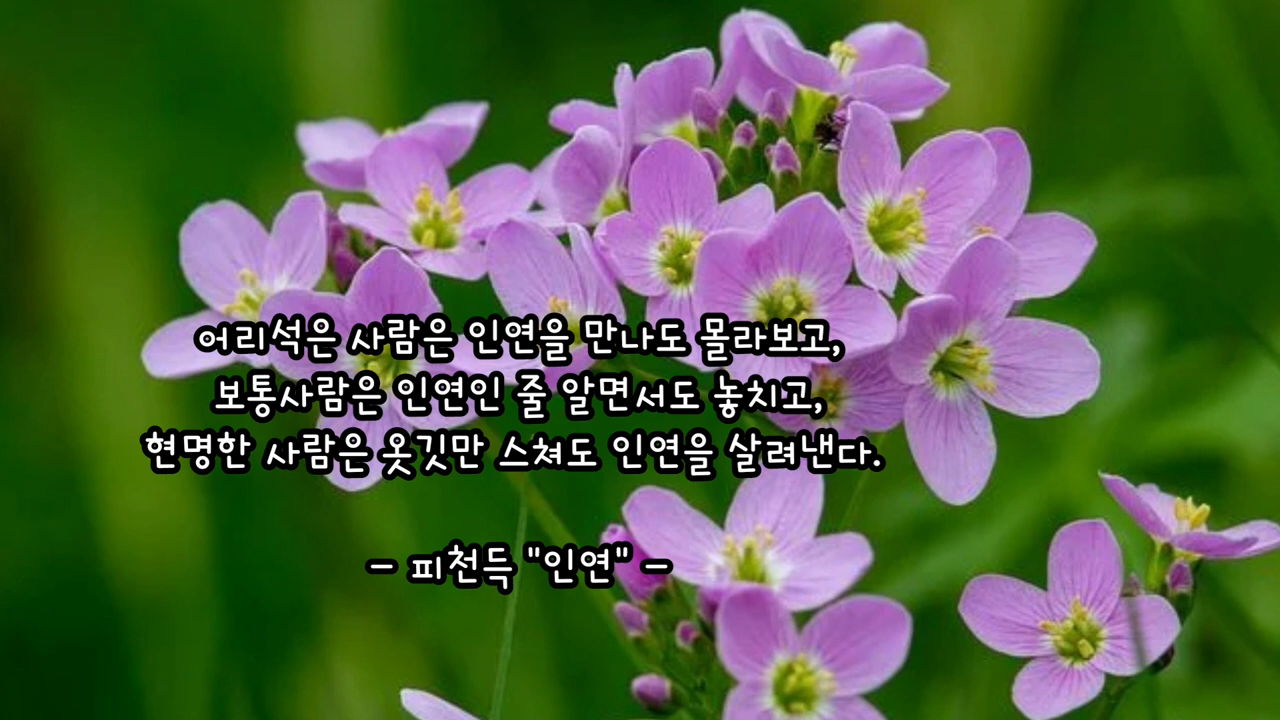 어리석은 사람은 인연을 만나도 몰라보고,
보통사람은 인연인 줄 알면서도 놓치고,
현명한 사람은 옷깃만 스쳐도 인연을 살려낸다.
– 피천득 "인연" –